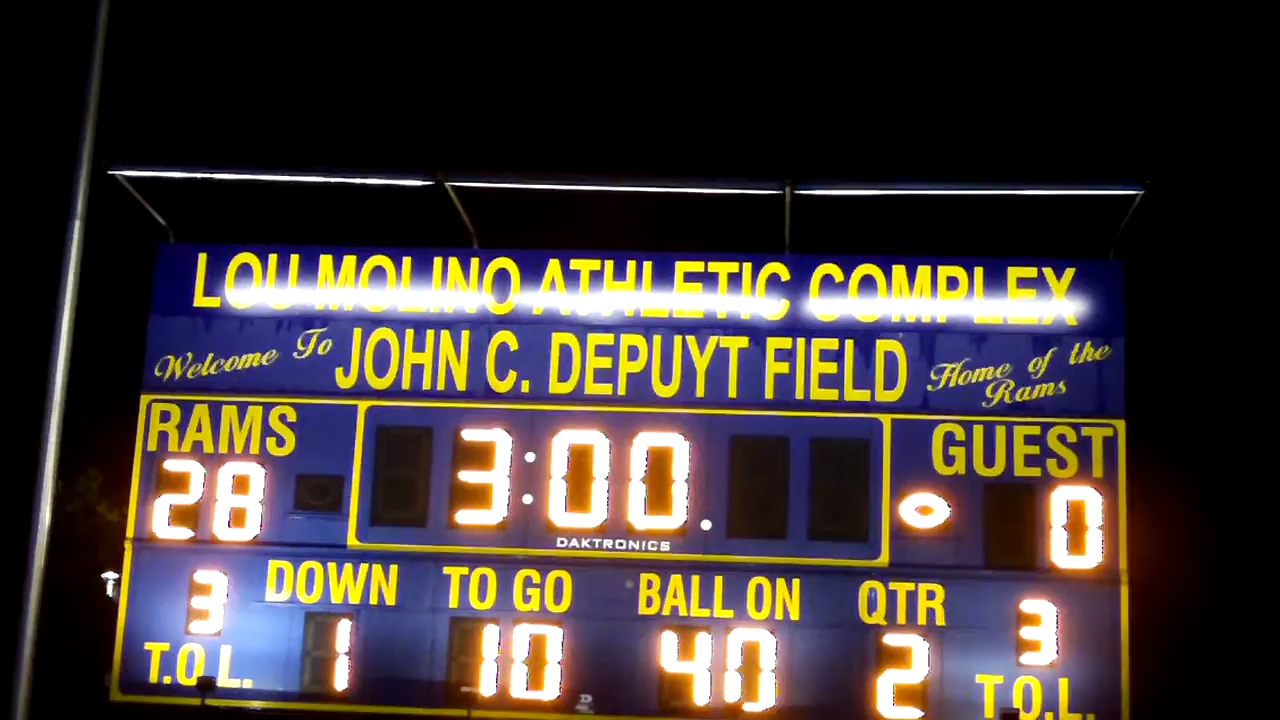 LOU MOLINO ATHLETIC COMPLEX
Welcome To JOHN C. DEPUYT FIELD Home of the Rams
RAMS 3:00. GUEST
28 0
DAKTRONICS
DOWN TO GO BALL ON QTR
3 1 10 40 2 3
T.O.L. T.O.L.